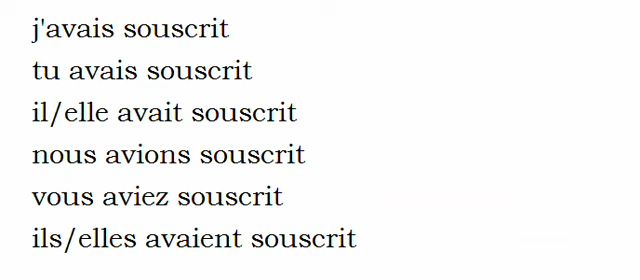 j'avais souscrit
tu avais souscrit
il/elle avait souscrit
nous avions souscrit
vous aviez souscrit
ils/elles avaient souscrit